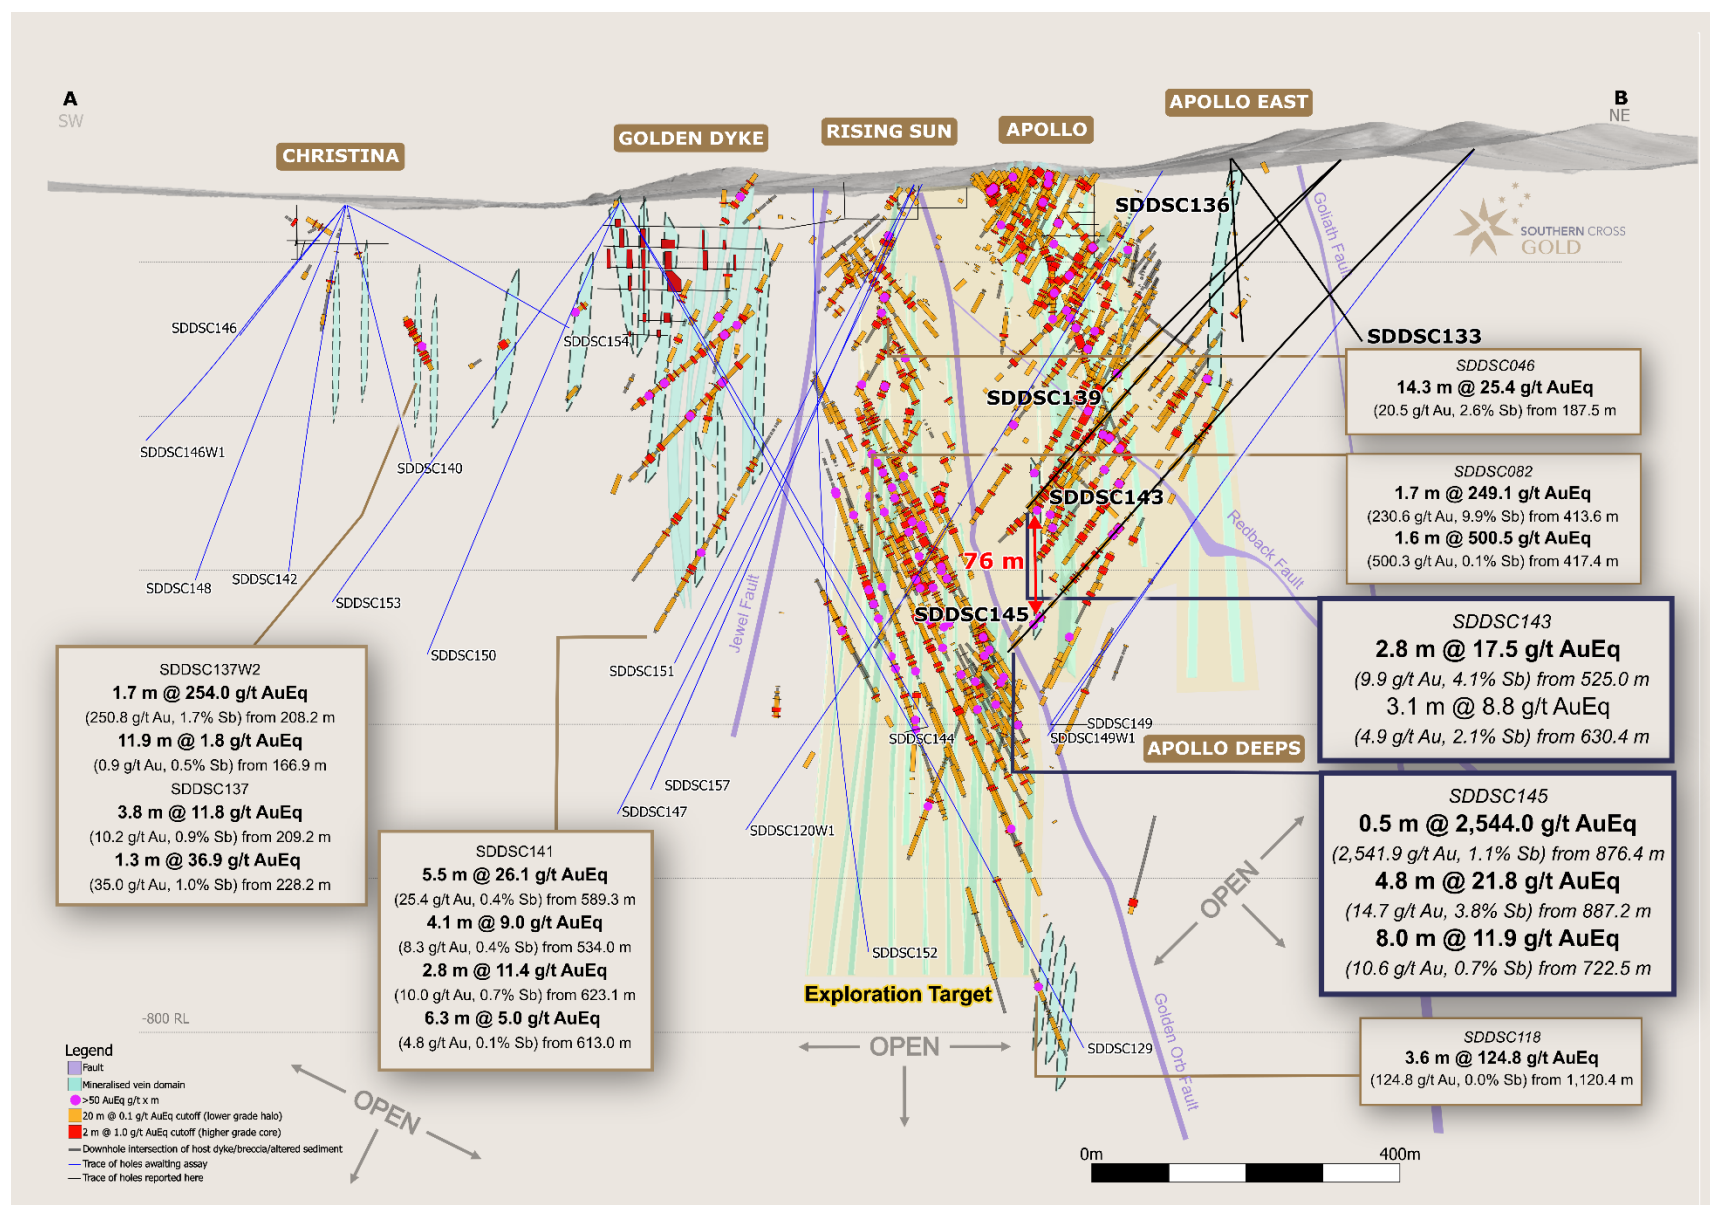 A
SW
B
NE
CHRISTINA
GOLDEN DYKE
RISING SUN
APOLLO
APOLLO EAST
SOUTHERN CROSS
GOLD
Goliath Fault
SDDSC136
SDDSC133
SDDSC146
SDDSC154
SDDSC139
SDDSC146W1
SDDSC140
SDDSC143
Redback Fault
76 m
SDDSC148
SDDSC142
SDDSC153
SDDSC145
Jewel Fault
SDDSC150
SDDSC151
SDDSC144
SDDSC149
SDDSC149W1
APOLLO DEEPS
SDDSC157
SDDSC147
SDDSC120W1
SDDSC152
SDDSC129
Golden Orb Fault
Exploration Target
OPEN
OPEN
OPEN
-800 RL
SDDSC046
14.3 m @ 25.4 g/t AuEq
(20.5 g/t Au, 2.6% Sb) from 187.5 m
SDDSC082
1.7 m @ 249.1 g/t AuEq
(230.6 g/t Au, 9.9% Sb) from 413.6 m
1.6 m @ 500.5 g/t AuEq
(500.3 g/t Au, 0.1% Sb) from 417.4 m
SDDSC143
2.8 m @ 17.5 g/t AuEq
(9.9 g/t Au, 4.1% Sb) from 525.0 m
3.1 m @ 8.8 g/t AuEq
(4.9 g/t Au, 2.1% Sb) from 630.4 m
SDDSC145
0.5 m @ 2,544.0 g/t AuEq
(2,541.9 g/t Au, 1.1% Sb) from 876.4 m
4.8 m @ 21.8 g/t AuEq
(14.7 g/t Au, 3.8% Sb) from 887.2 m
8.0 m @ 11.9 g/t AuEq
(10.6 g/t Au, 0.7% Sb) from 722.5 m
SDDSC118
3.6 m @ 124.8 g/t AuEq
(124.8 g/t Au, 0.0% Sb) from 1,120.4 m
SDDSC137W2
1.7 m @ 254.0 g/t AuEq
(250.8 g/t Au, 1.7% Sb) from 208.2 m
11.9 m @ 1.8 g/t AuEq
(0.9 g/t Au, 0.5% Sb) from 166.9 m
SDDSC137
3.8 m @ 11.8 g/t AuEq
(10.2 g/t Au, 0.9% Sb) from 209.2 m
1.3 m @ 36.9 g/t AuEq
(35.0 g/t Au, 1.0% Sb) from 228.2 m
SDDSC141
5.5 m @ 26.1 g/t AuEq
(25.4 g/t Au, 0.4% Sb) from 589.3 m
4.1 m @ 9.0 g/t AuEq
(8.3 g/t Au, 0.4% Sb) from 534.0 m
2.8 m @ 11.4 g/t AuEq
(10.0 g/t Au, 0.7% Sb) from 623.1 m
6.3 m @ 5.0 g/t AuEq
(4.8 g/t Au, 0.1% Sb) from 613.0 m
Legend
Fault
Mineralised vein domain
>50 AuEq g/t x m
20 m @ 0.1 g/t AuEq cutoff (lower grade halo)
2 m @ 1.0 g/t AuEq cutoff (higher grade core)
Downhole intersection of host dyke/breccia/altered sediment
Trace of holes awaiting assay
Trace of holes reported here
0m
400m